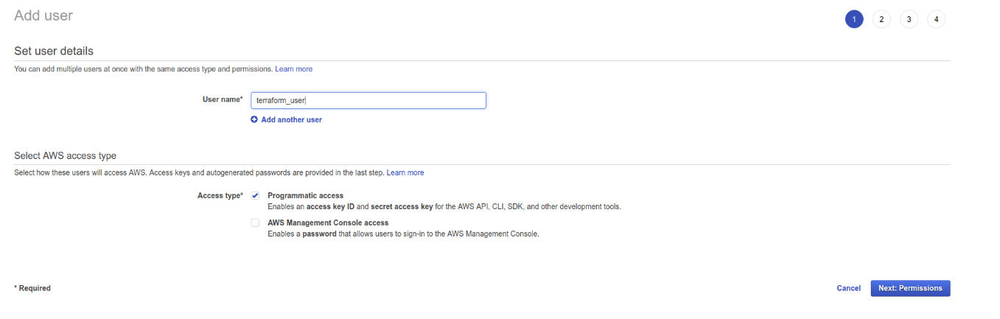 Add user
1 2 3 4
Set user details
You can add multiple users at once with the same access type and permissions. Learn more
User name* terraform_user
Add another user
Select AWS access type
Select how these users will access AWS. Access keys and autogenerated passwords are provided in the last step. Learn more
Access type* Programmatic access
Enables an access key ID and secret access key for the AWS API, CLI, SDK, and other development tools.
AWS Management Console access
Enables a password that allows users to sign-in to the AWS Management Console.
* Required Cancel Next: Permissions